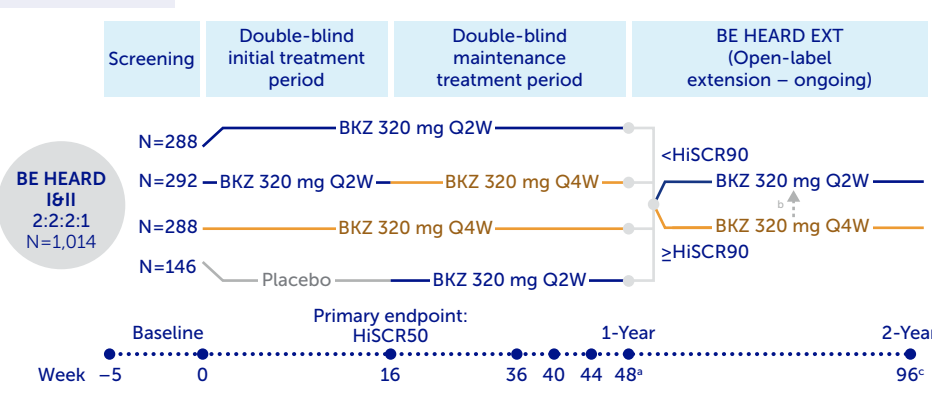 Screening
Double-blind
initial treatment
period
Double-blind
maintenance
treatment period
BE HEARD EXT
(Open-label
extension – ongoing)
BE HEARD
I&II
2:2:2:1
N=1,014
N=288
BKZ 320 mg Q2W
N=292
BKZ 320 mg Q2W
BKZ 320 mg Q4W
N=288
BKZ 320 mg Q4W
N=146
Placebo
BKZ 320 mg Q2W
<HiSCR90
BKZ 320 mg Q2W
b
BKZ 320 mg Q4W
≥HiSCR90
Baseline
Primary endpoint:
HiSCR50
1-Year
2-Year
Week −5 0 16 36 40 44 48ᵃ 96ᶜ